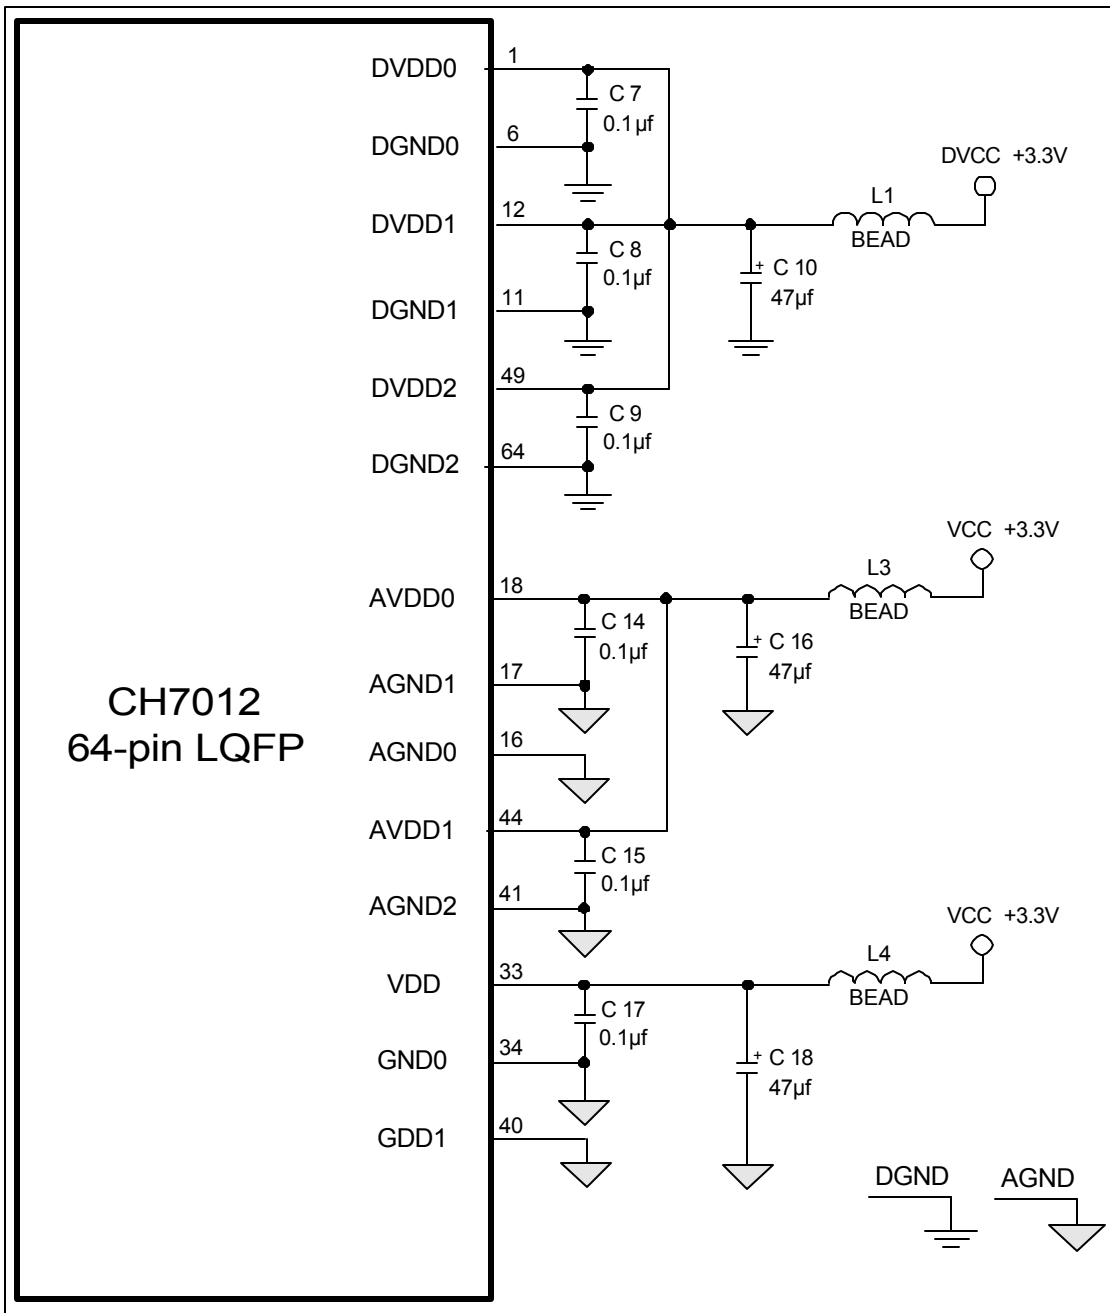 DVDD0
1
C 7
0.1µf
DGND0
6
DVCC +3.3V
L1
BEAD
DVDD1
12
C 8
0.1µf
+ C 10
47µf
DGND1
11
DVDD2
49
C 9
0.1µf
DGND2
64
VCC +3.3V
L3
BEAD
AVDD0
18
C 14
0.1µf
+ C 16
47µf
AGND1
17
CH7012
64-pin LQFP
AGND0
16
AVDD1
44
C 15
0.1µf
AGND2
41
VCC +3.3V
L4
BEAD
VDD
33
C 17
0.1µf
GND0
34
+ C 18
47µf
GDD1
40
DGND
AGND